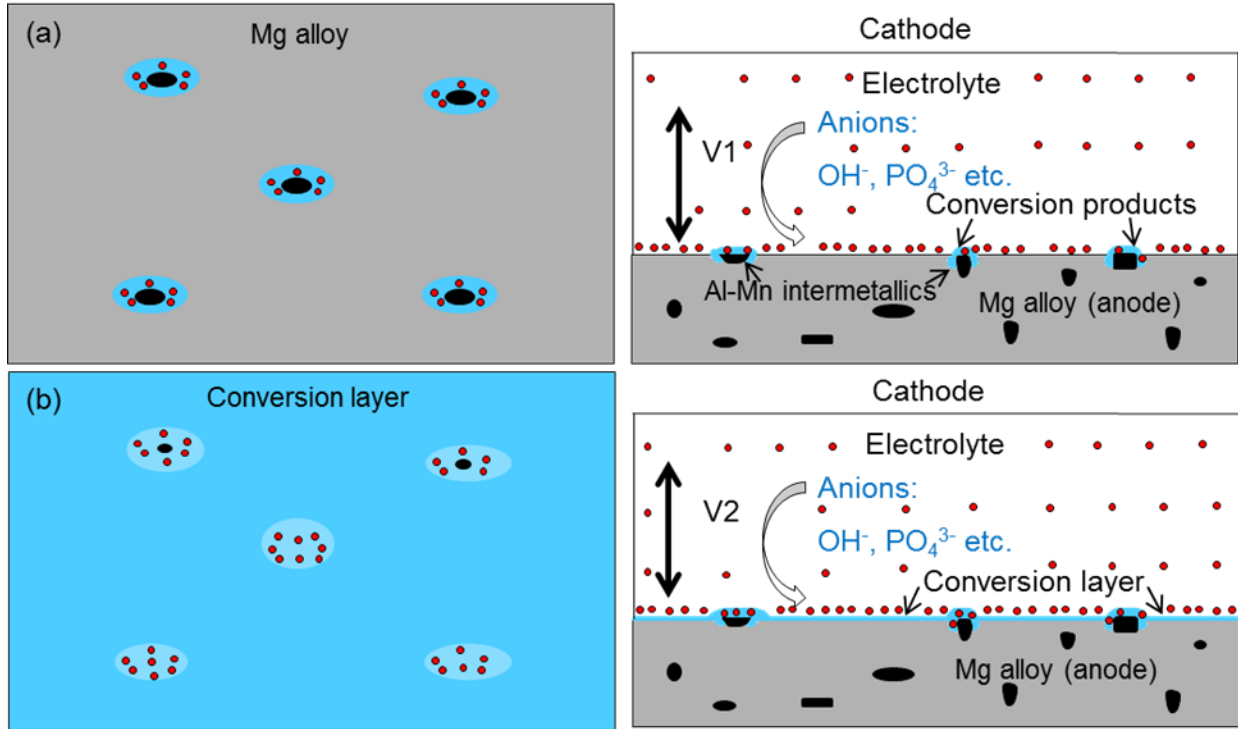 (a)
Mg alloy
Cathode
Electrolyte
V1
Anions:
OH⁻, PO₄³⁻ etc.
Conversion products
Al-Mn intermetallics
Mg alloy (anode)
(b)
Conversion layer
Cathode
Electrolyte
V2
Anions:
OH⁻, PO₄³⁻ etc.
Conversion layer
Mg alloy (anode)